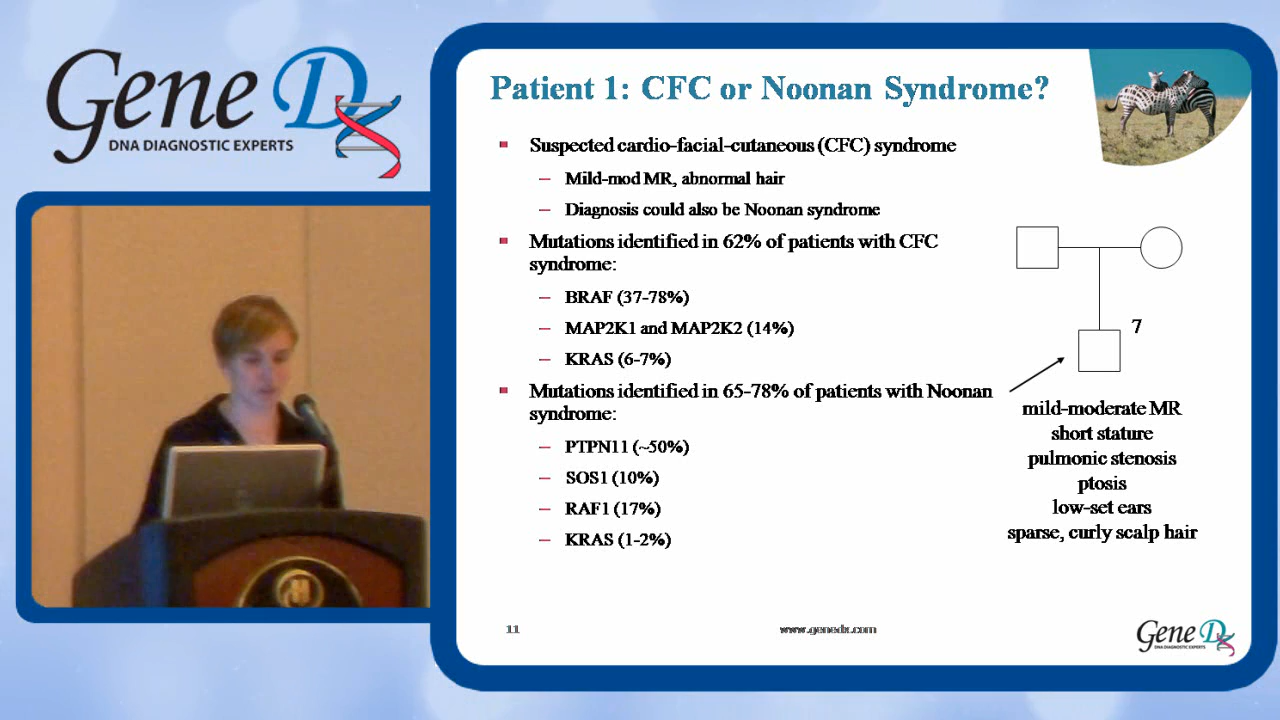 Gene Dx
DNA DIAGNOSTIC EXPERTS
Patient 1: CFC or Noonan Syndrome?
Suspected cardio-facial-cutaneous (CFC) syndrome
– Mild-mod MR, abnormal hair
– Diagnosis could also be Noonan syndrome
Mutations identified in 62% of patients with CFC
syndrome:
– BRAF (37-78%)
– MAP2K1 and MAP2K2 (14%)
– KRAS (6-7%)
Mutations identified in 65-78% of patients with Noonan
syndrome:
– PTPN11 (~50%)
– SOS1 (10%)
– RAF1 (17%)
– KRAS (1-2%)
7
mild-moderate MR
short stature
pulmonic stenosis
ptosis
low-set ears
sparse, curly scalp hair
11
www.genedx.com
Gene Dx
DNA DIAGNOSTIC EXPERTS